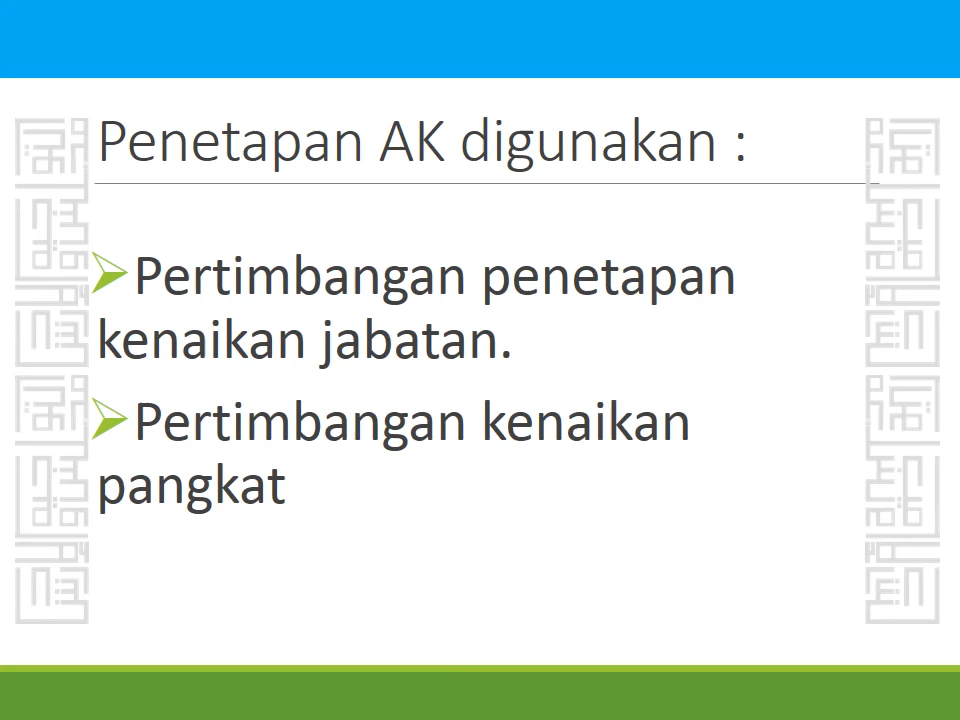 Penetapan AK digunakan :
Pertimbangan penetapan
kenaikan jabatan.
Pertimbangan kenaikan
pangkat